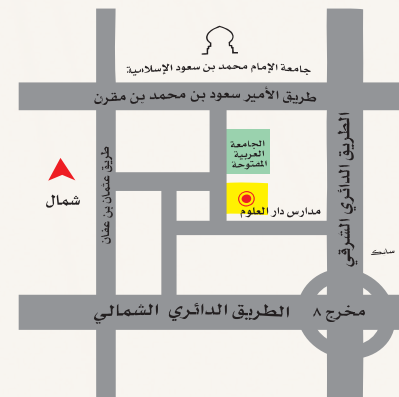 جامعة الإمام محمد بن سعود الإسلامية
طريق الأمير سعود بن محمد بن مقرن
الجامعة
العربية
المفتوحة
طريق عثمان بن عفان
الطريق الدائري الشرقي
شمال
مدارس دار العلوم
سابك
مخرج ٨
الطريق الدائري الشمالي